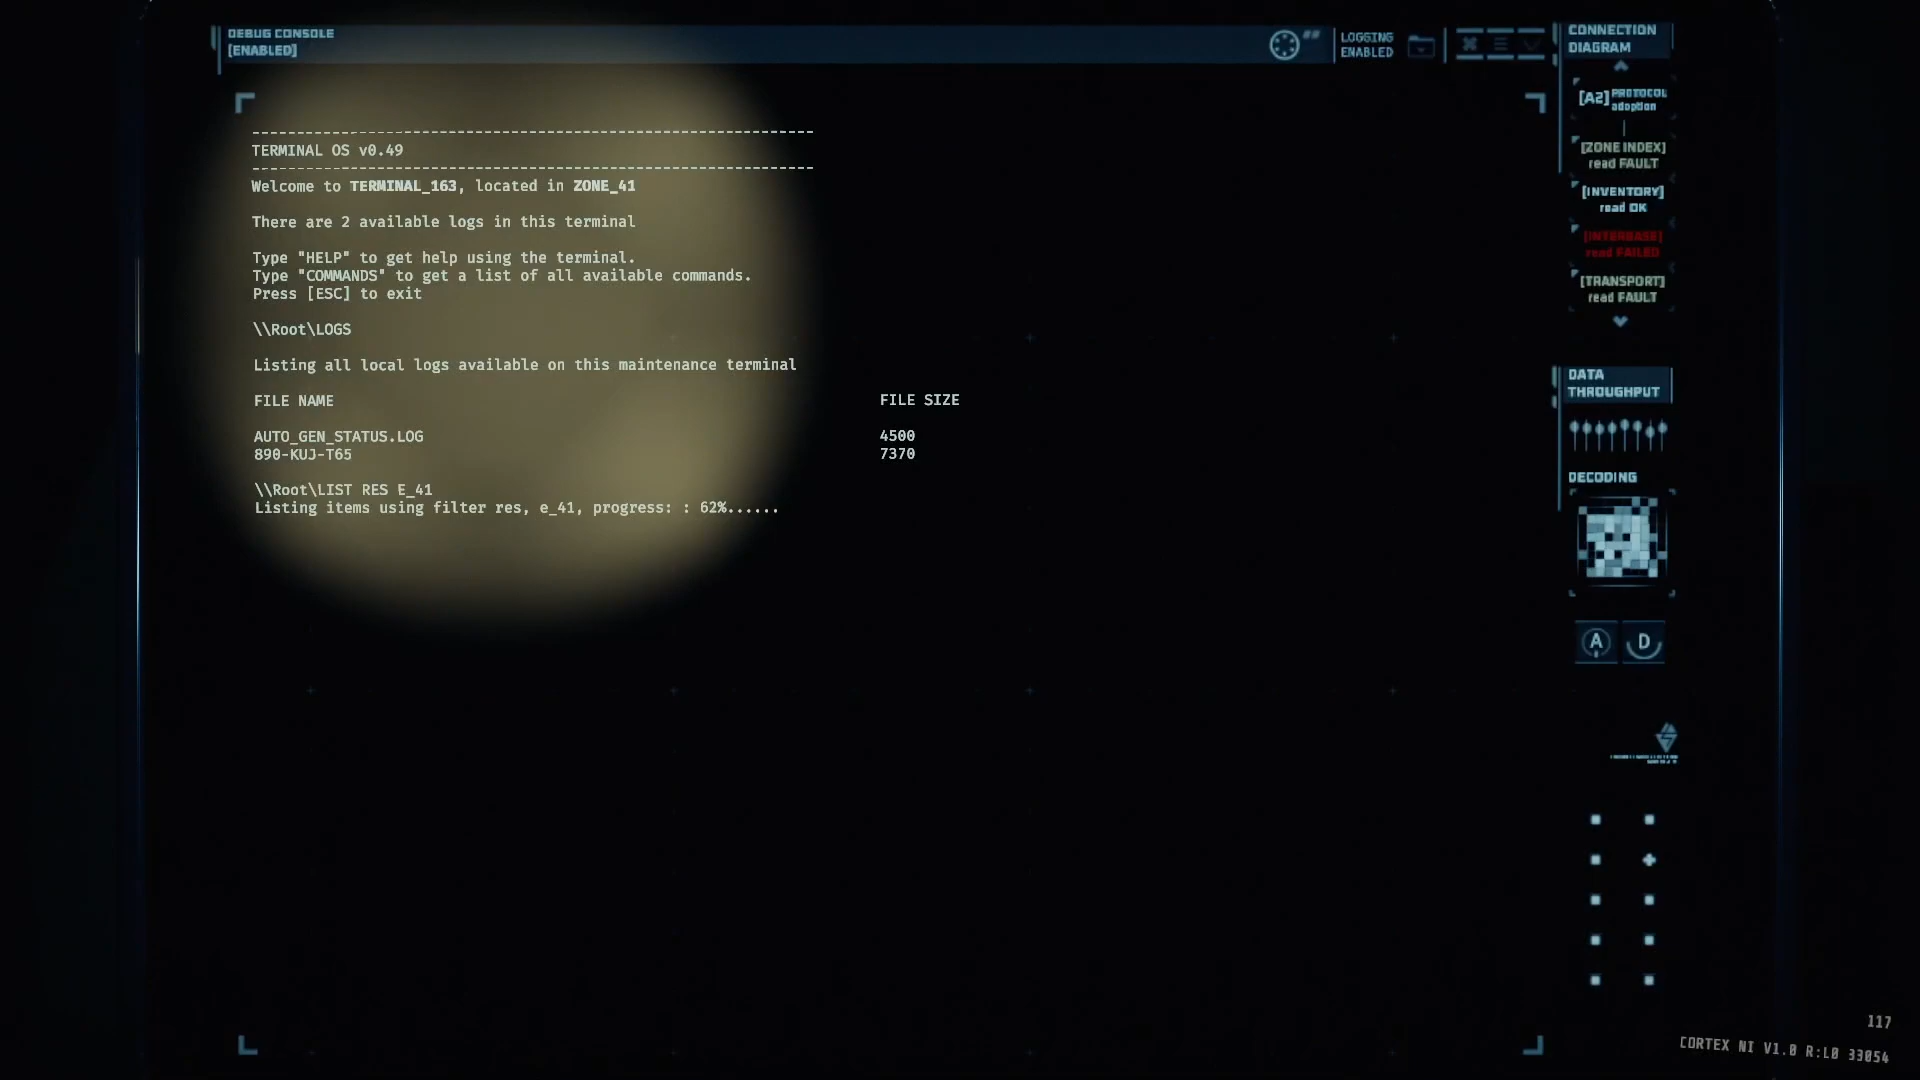 DEBUG CONSOLE
[ENABLED]
LOGGING
ENABLED
--------------------------------------------------------------
TERMINAL OS v0.49
--------------------------------------------------------------
Welcome to TERMINAL_163, located in ZONE_41
There are 2 available logs in this terminal
Type "HELP" to get help using the terminal.
Type "COMMANDS" to get a list of all available commands.
Press [ESC] to exit
\\Root\LOGS
Listing all local logs available on this maintenance terminal
FILE NAME FILE SIZE
AUTO_GEN_STATUS.LOG 4500
890-KUJ-T65 7370
\\Root\LIST RES E_41
Listing items using filter res, e_41, progress: : 62%......
CONNECTION
DIAGRAM
[A2] PROTOCOL
adoption
[ZONE INDEX]
read FAULT
[INVENTORY]
read OK
[INTERBASE]
read FAILED
[TRANSPORT]
read FAULT
DATA
THROUGHPUT
DECODING
A D
117
CORTEX NI V1.0 R:L0 33054